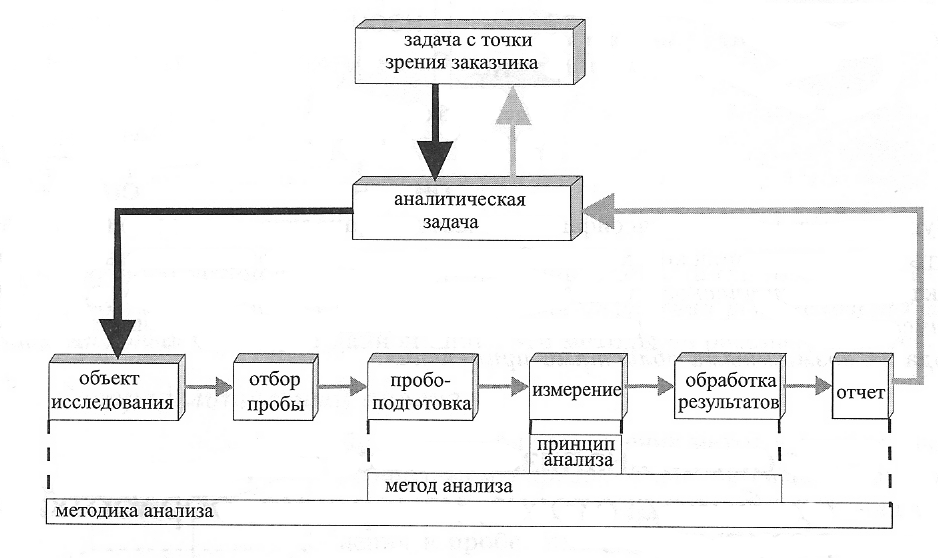 задача с точки
зрения заказчика
аналитическая
задача
объект
исследования
отбор
пробы
пробо-
подготовка
измерение
обработка
результатов
отчет
принцип
анализа
метод анализа
методика анализа